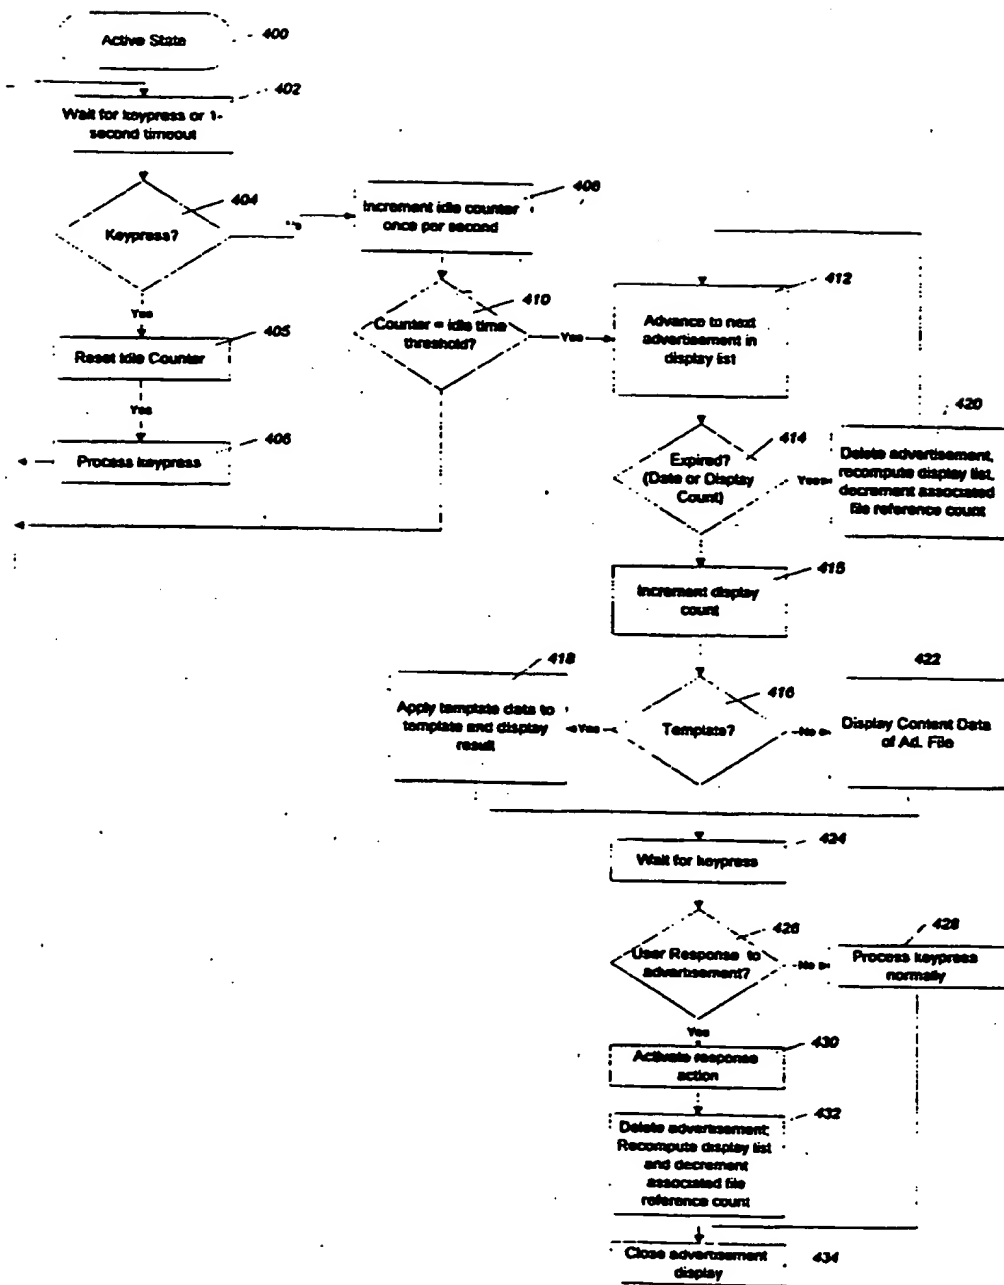 Active State
400
402
Wait for keypress or 1-
second timeout
404
Keypress?
No
408
Increment idle counter
once per second
Yes
405
Reset Idle Counter
Yes
406
Process keypress
410
Counter = idle time
threshold?
Yes
412
Advance to next
advertisement in
display list
414
Expired?
(Date or Display
Count)
Yes
420
Delete advertisement,
recompute display list,
decrement associated
file reference count
415
Increment display
count
416
Template?
Yes
418
Apply template data to
template and display
result
No
422
Display Content Data
of Ad. File
424
Wait for keypress
426
User Response to
advertisement?
No
428
Process keypress
normally
Yes
430
Activate response
action
432
Delete advertisement;
Recompute display list
and decrement
associated file
reference count
Close advertisement
display
434